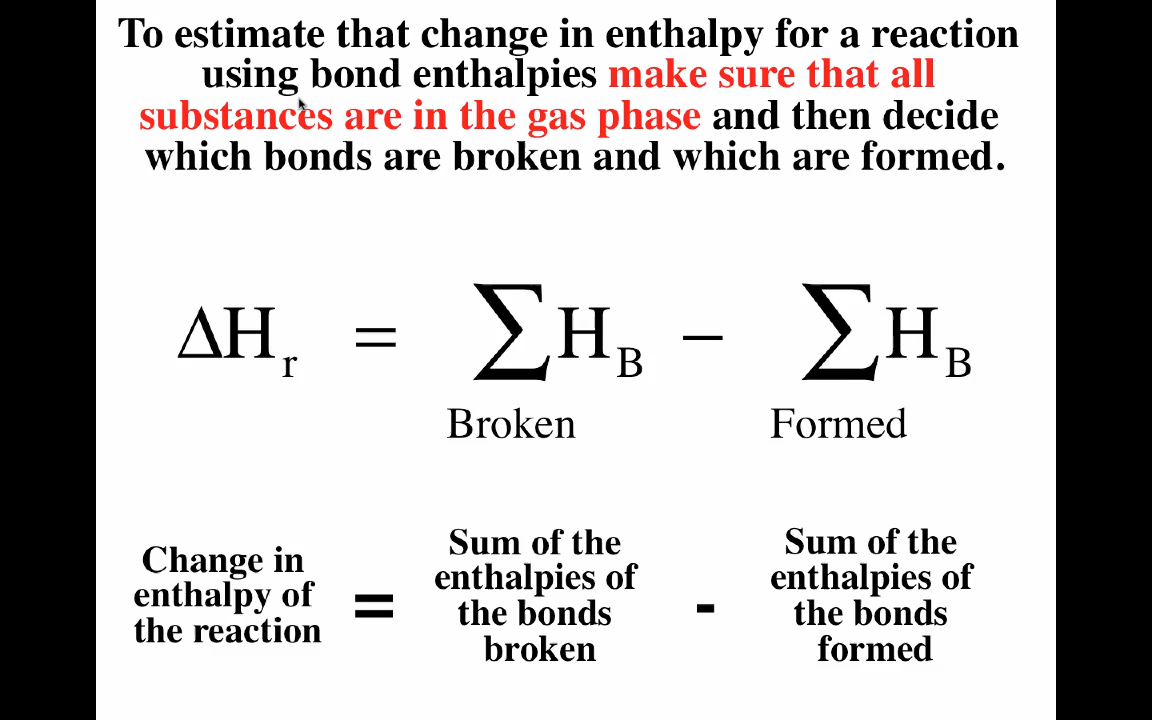 To estimate that change in enthalpy for a reaction
using bond enthalpies make sure that all
substances are in the gas phase and then decide
which bonds are broken and which are formed.
ΔHr = ∑HB − ∑HB
Broken Formed
Change in
enthalpy of
the reaction
=
Sum of the
enthalpies of
the bonds
broken
-
Sum of the
enthalpies of
the bonds
formed